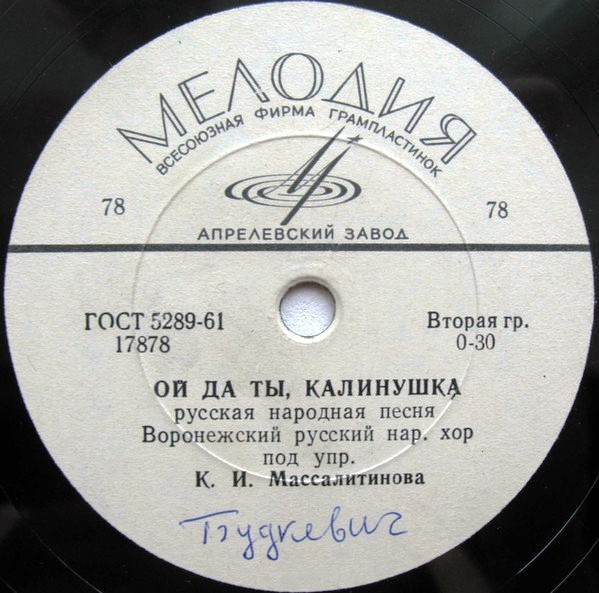 МЕЛОДИЯ
ВСЕСОЮЗНАЯ ФИРМА ГРАМПЛАСТИНОК
78
78
АПРЕЛЕВСКИЙ ЗАВОД
ГОСТ 5289-61
17878
Вторая гр.
0-30
ОЙ ДА ТЫ, КАЛИНУШКА
русская народная песня
Воронежский русский нар. хор
под упр.
К. И. Массалитинова